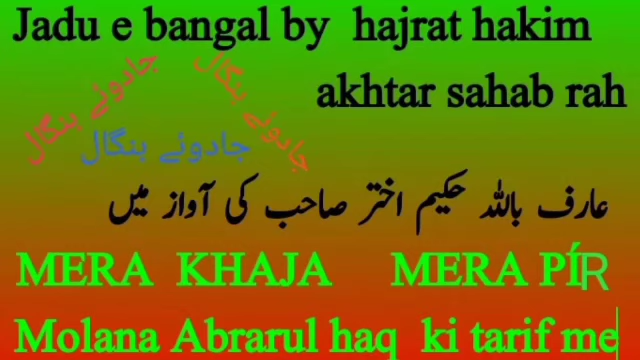 Jadu e bangal by hajrat hakim
akhtar sahab rah
جادوئے بنگال
جادوئے بنگال
جادوئے بنگال
عارف باللہ حکیم اختر صاحب کی آواز میں
MERA KHAJA MERA PÍR
Molana Abrarul haq ki tarif me